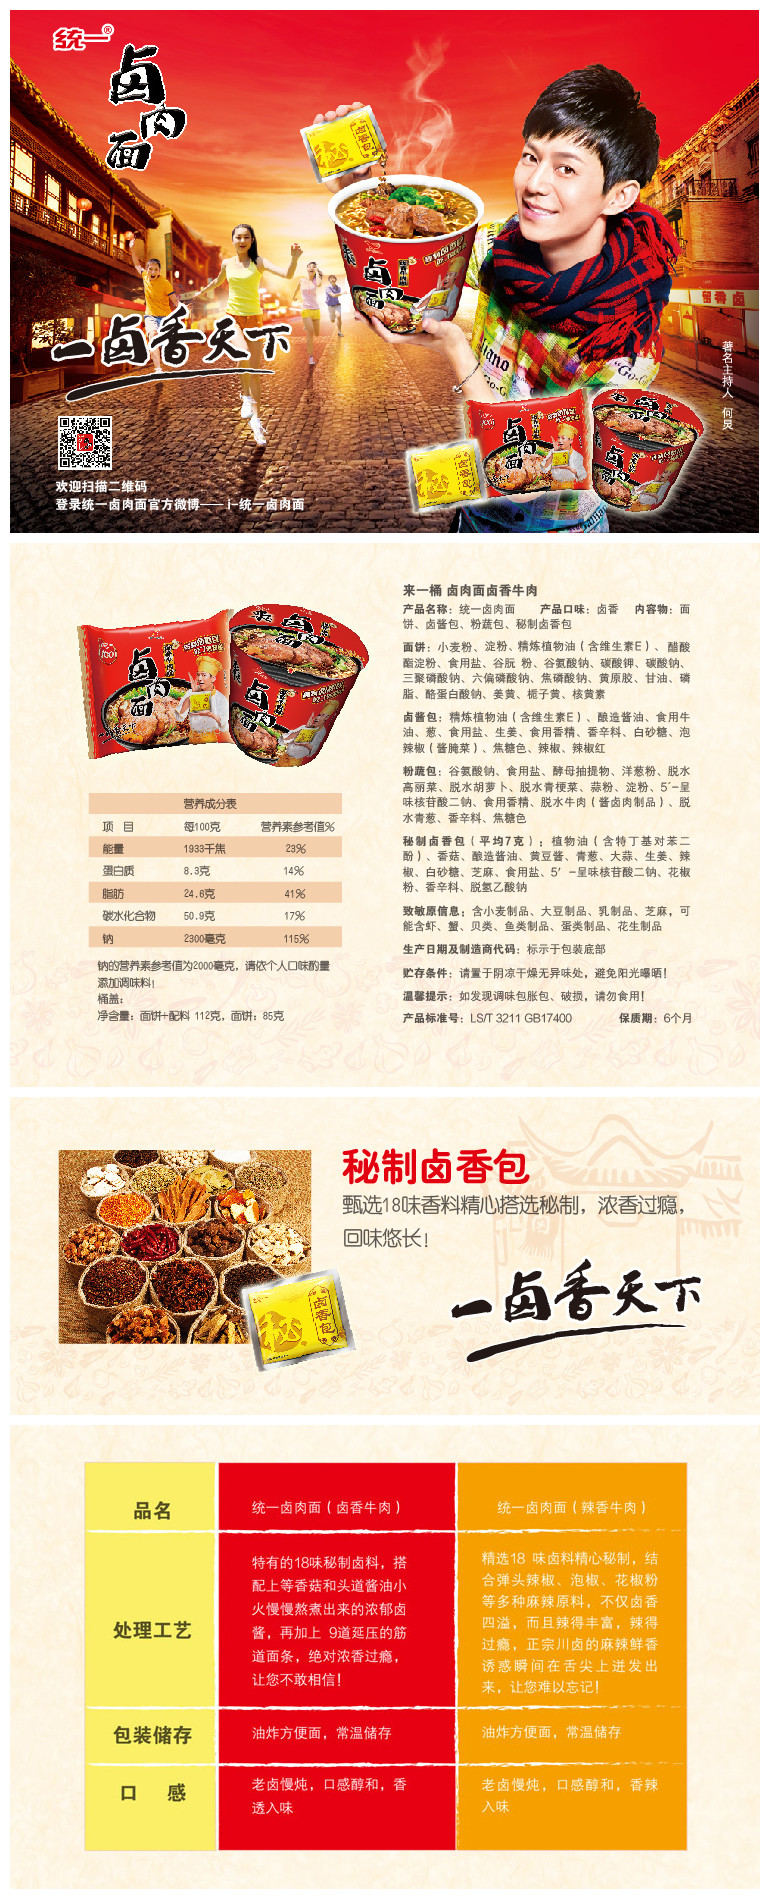 统一®
卤肉面
一卤香天下
著名主持人 何炅
欢迎扫描二维码
登录统一卤肉面官方微博—— i-统一卤肉面
秘
卤香包
卤肉面
来一桶 卤肉面卤香牛肉
产品名称：统一卤肉面 产品口味：卤香 内容物：面
饼、卤酱包、粉蔬包、秘制卤香包
面饼：小麦粉、淀粉、精炼植物油（含维生素E）、醋酸
酯淀粉、食用盐、谷朊 粉、谷氨酸钠、碳酸钾、碳酸钠、
三聚磷酸钠、六偏磷酸钠、焦磷酸钠、黄原胶、甘油、磷
脂、酪蛋白酸钠、姜黄、栀子黄、核黄素
卤酱包：精炼植物油（含维生素E）、酿造酱油、食用牛
油、葱、食用盐、生姜、食用香精、香辛料、白砂糖、泡
辣椒（酱腌菜）、焦糖色、辣椒、辣椒红
粉蔬包：谷氨酸钠、食用盐、酵母抽提物、洋葱粉、脱水
高丽菜、脱水胡萝卜、脱水青梗菜、蒜粉、淀粉、5´-呈
味核苷酸二钠、食用香精、脱水牛肉（酱卤肉制品）、脱
水青葱、香辛料、焦糖色
秘制卤香包（平均7克）：植物油（含特丁基对苯二
酚）、香菇、酿造酱油、黄豆酱、青葱、大蒜、生姜、辣
椒、白砂糖、芝麻、食用盐、5′-呈味核苷酸二钠、花椒
粉、香辛料、脱氢乙酸钠
致敏原信息：含小麦制品、大豆制品、乳制品、芝麻，可
能含虾、蟹、贝类、鱼类制品、蛋类制品、花生制品
生产日期及制造商代码：标示于包装底部
贮存条件：请置于阴凉干燥无异味处，避免阳光曝晒！
温馨提示：如发现调味包胀包、破损，请勿食用！
产品标准号：LS/T 3211 GB17400 保质期：6个月
营养成分表
项 目 每100克 营养素参考值%
能量 1933千焦 23%
蛋白质 8.3克 14%
脂肪 24.6克 41%
碳水化合物 50.9克 17%
钠 2300毫克 115%
钠的营养素参考值为2000毫克，请依个人口味酌量
添加调味料！
桶盖：
净含量：面饼+配料 112克，面饼：85克
秘制卤香包
甄选18味香料精心搭选秘制，浓香过瘾，
回味悠长！
秘
卤香包
一卤香天下
品名 统一卤肉面（卤香牛肉） 统一卤肉面（辣香牛肉）
处理工艺
特有的18味秘制卤料，搭
配上等香菇和头道酱油小
火慢慢熬煮出来的浓郁卤
酱，再加上 9道延压的筋
道面条，绝对浓香过瘾，
让您不敢相信！
精选18 味卤料精心秘制，结
合弹头辣椒、泡椒、花椒粉
等多种麻辣原料，不仅卤香
四溢，而且辣得丰富，辣得
过瘾，正宗川卤的麻辣鲜香
诱惑瞬间在舌尖上迸发出
来，让您难以忘记！
包装储存 油炸方便面，常温储存 油炸方便面，常温储存
口 感
老卤慢炖，口感醇和，香
透入味
老卤慢炖，口感醇和，香辣
入味